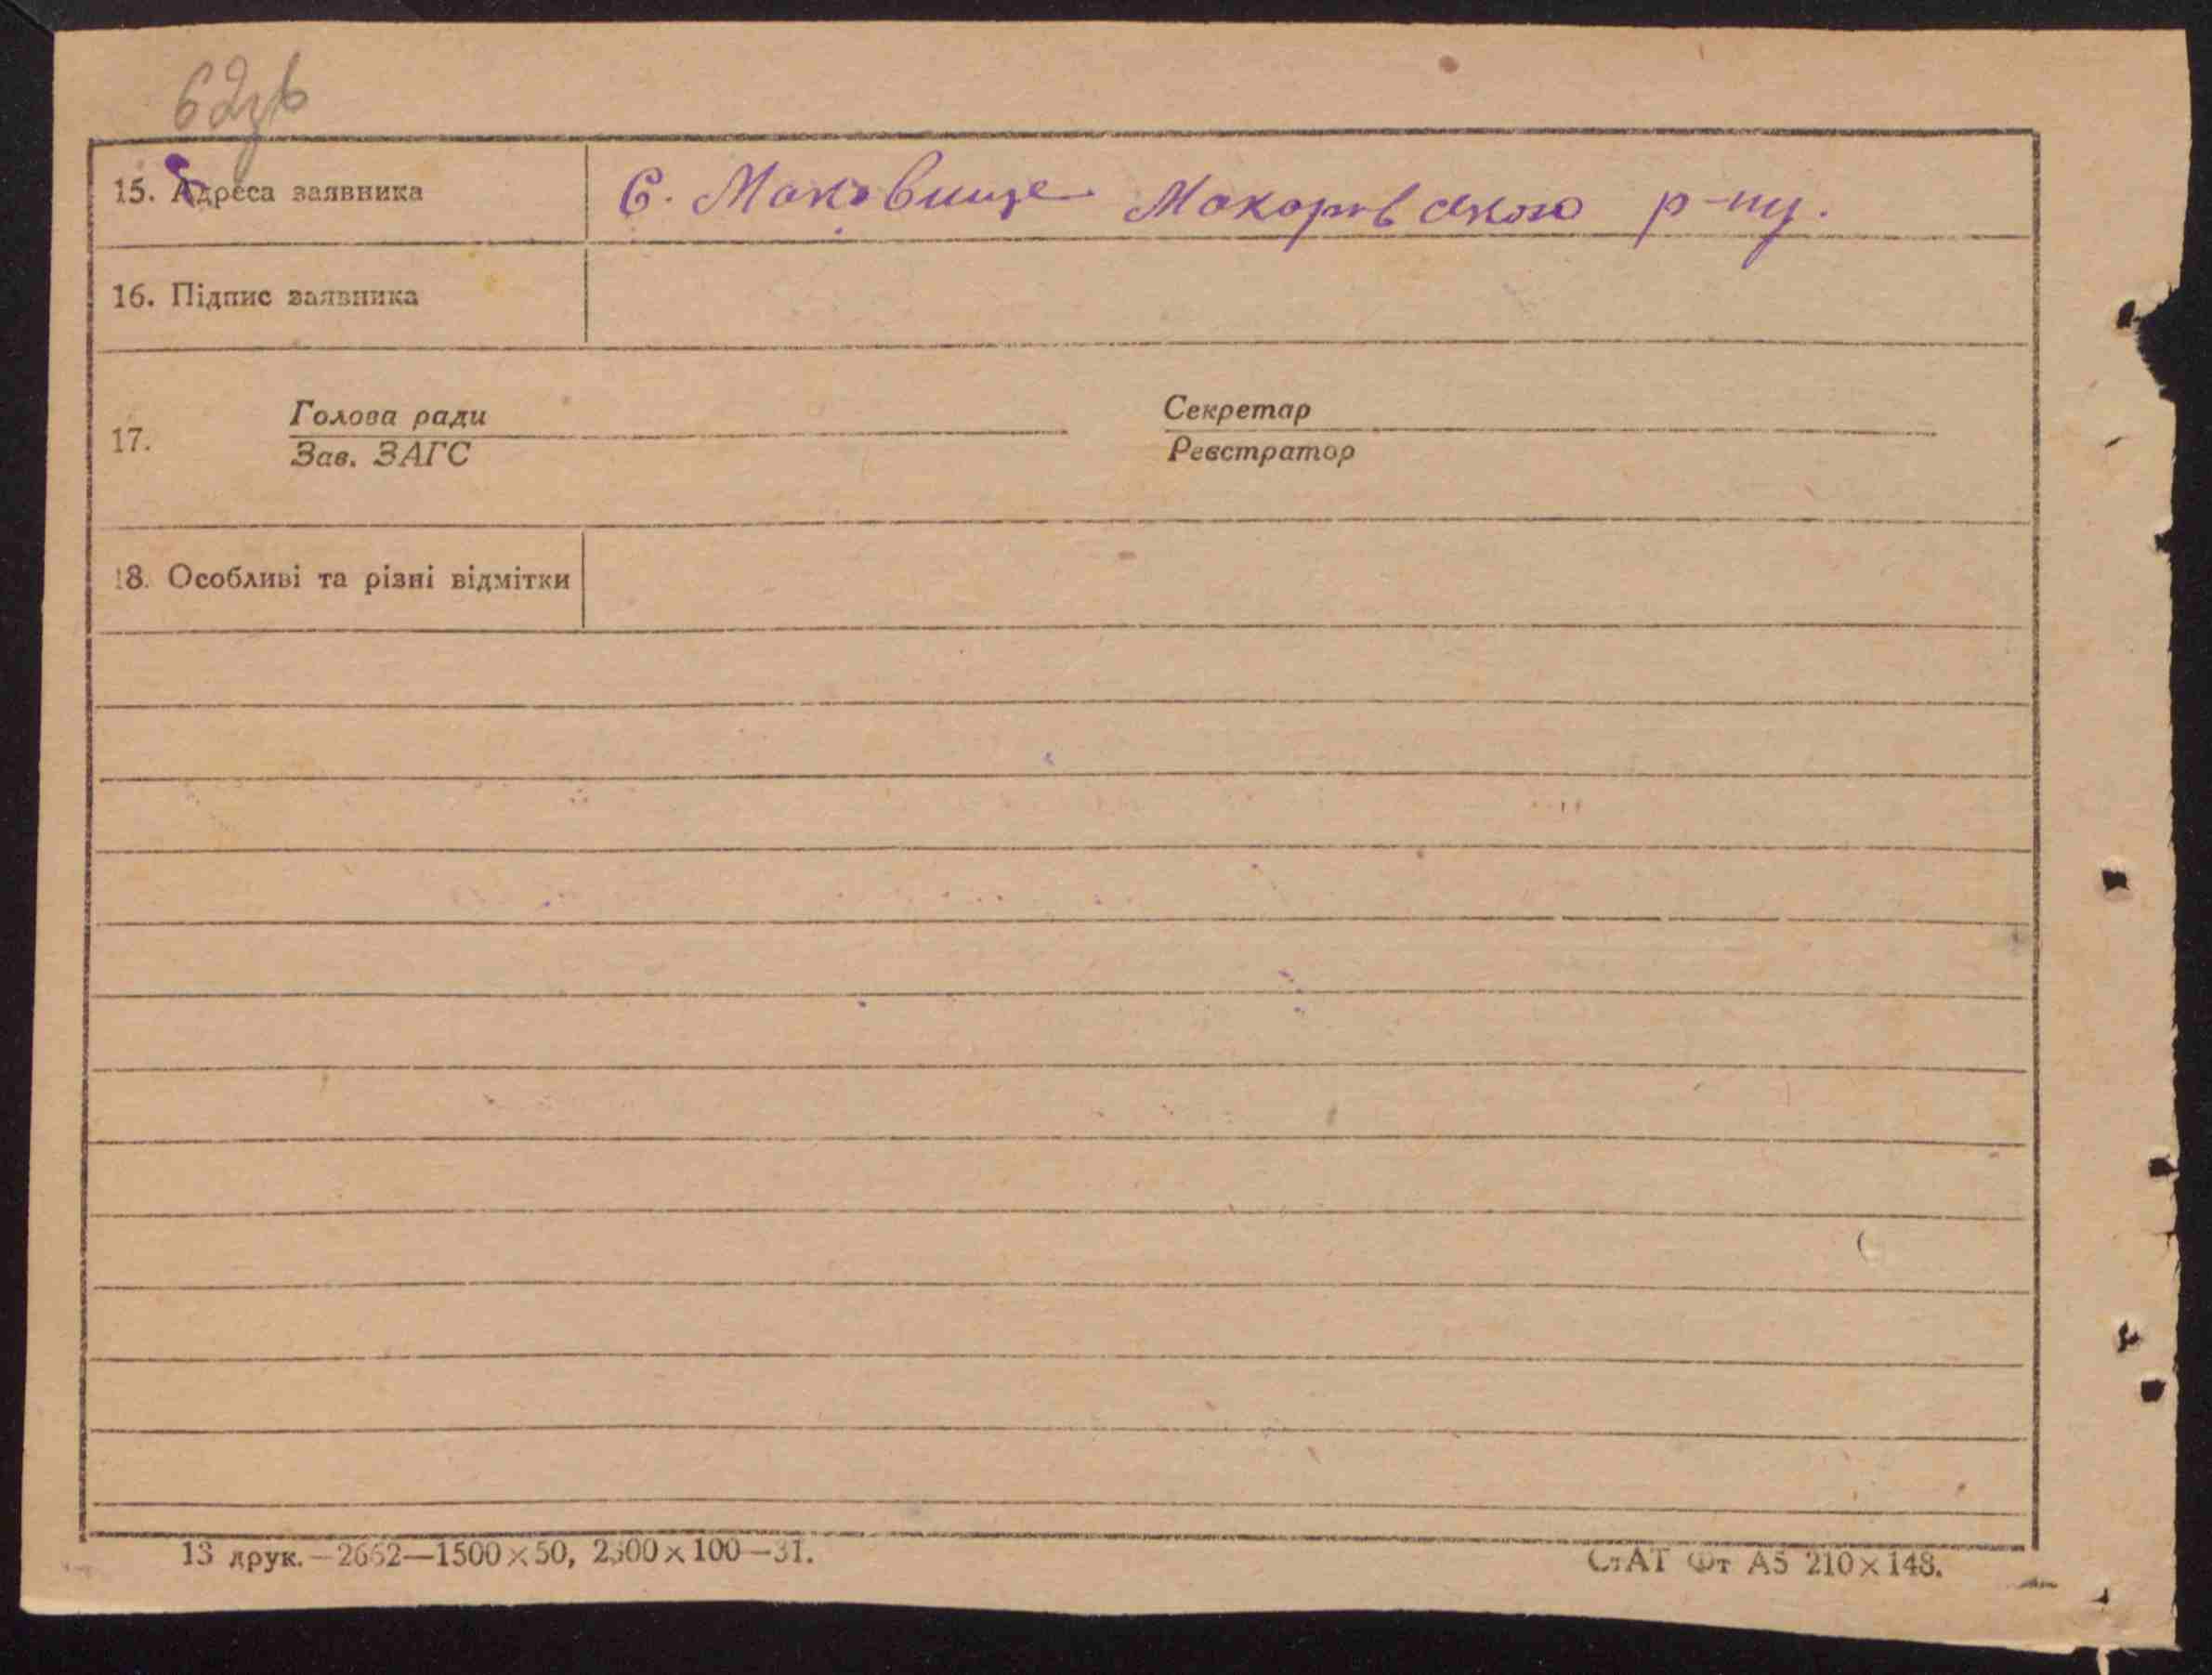 62зв
15. Адреса заявника С. Маковище Макарівського р-ну.
16. Підпис заявника
17. Голова ради Секретар
Зав. ЗАГС Реєстратор
18. Особливі та різні відмітки
13 друк.—2662—1500×50, 2500×100—31. СтАТ Фт А5 210×148.